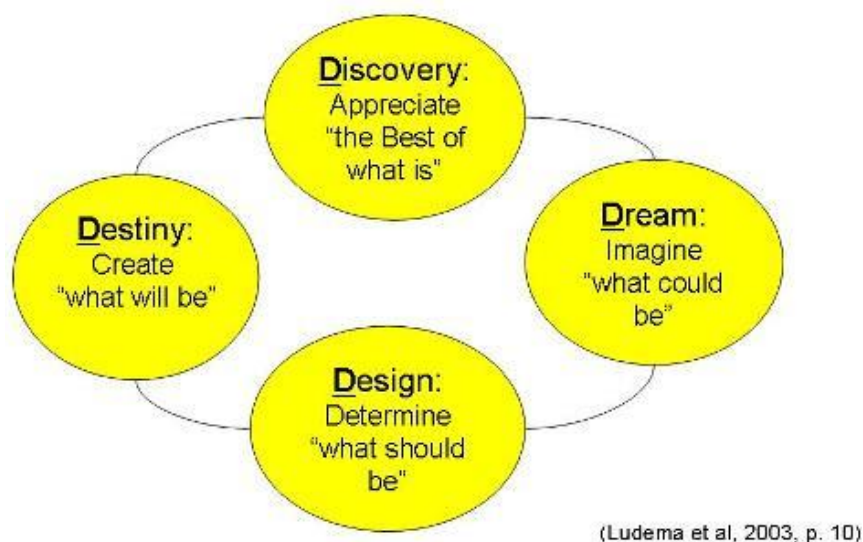 Discovery:
Appreciate
“the Best of
what is”
Dream:
Imagine
“what could
be”
Design:
Determine
“what should
be”
Destiny:
Create
“what will be”
(Ludema et al, 2003, p. 10)